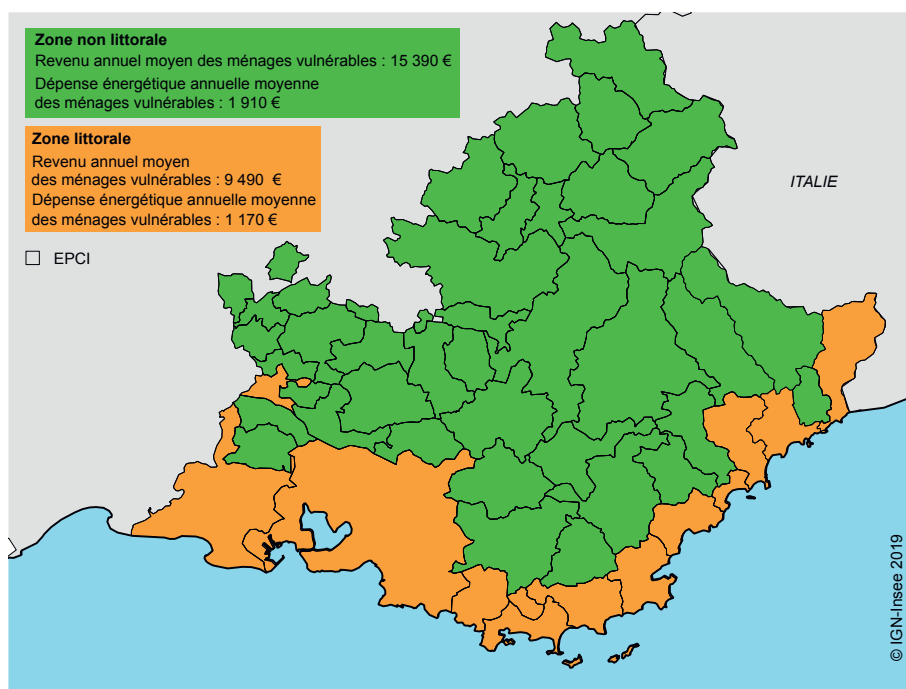 Zone non littorale
Revenu annuel moyen des ménages vulnérables : 15 390 €
Dépense énergétique annuelle moyenne
des ménages vulnérables : 1 910 €
Zone littorale
Revenu annuel moyen
des ménages vulnérables : 9 490 €
Dépense énergétique annuelle moyenne
des ménages vulnérables : 1 170 €
EPCI
ITALIE
© IGN-Insee 2019